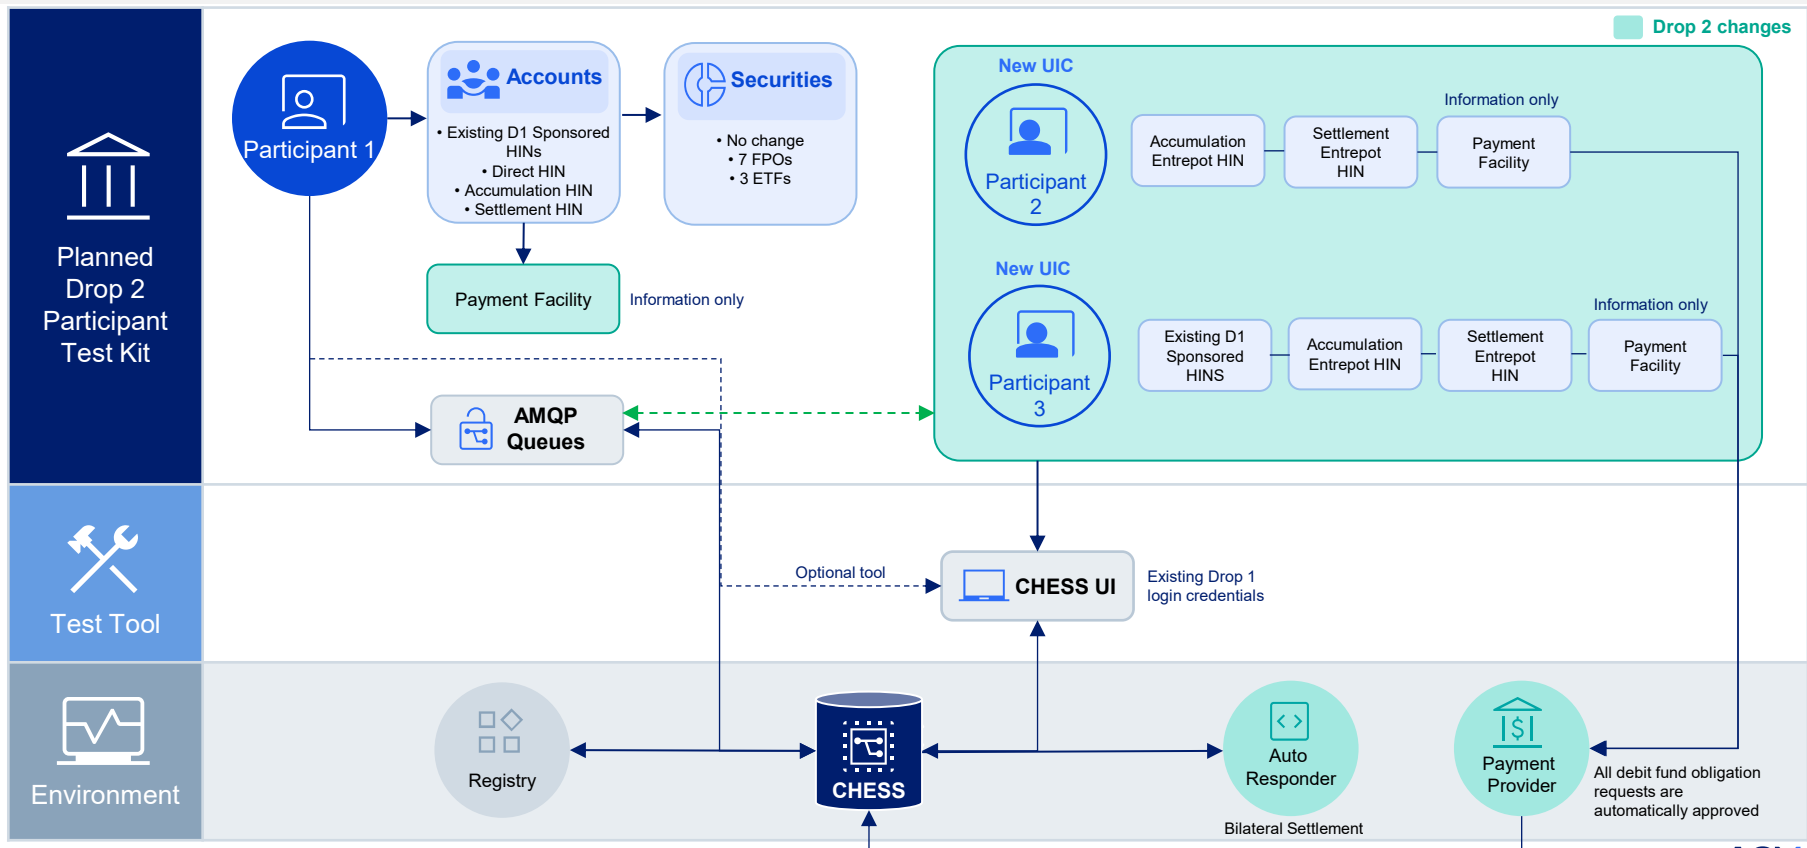 Drop 2 changes
Planned
Drop 2
Participant
Test Kit
Participant 1
Accounts
• Existing D1 Sponsored
HINs
• Direct HIN
• Accumulation HIN
• Settlement HIN
Securities
• No change
• 7 FPOs
• 3 ETFs
Payment Facility
Information only
AMQP
Queues
New UIC
Participant
2
Accumulation
Entrepot HIN
Settlement
Entrepot
HIN
Information only
Payment
Facility
New UIC
Participant
3
Existing D1
Sponsored
HINS
Accumulation
Entrepot HIN
Settlement
Entrepot
HIN
Information only
Payment
Facility
Test Tool
Optional tool
CHESS UI
Existing Drop 1
login credentials
Environment
Registry
CHESS
Auto
Responder
Bilateral Settlement
$
Payment
Provider
All debit fund obligation
requests are
automatically approved